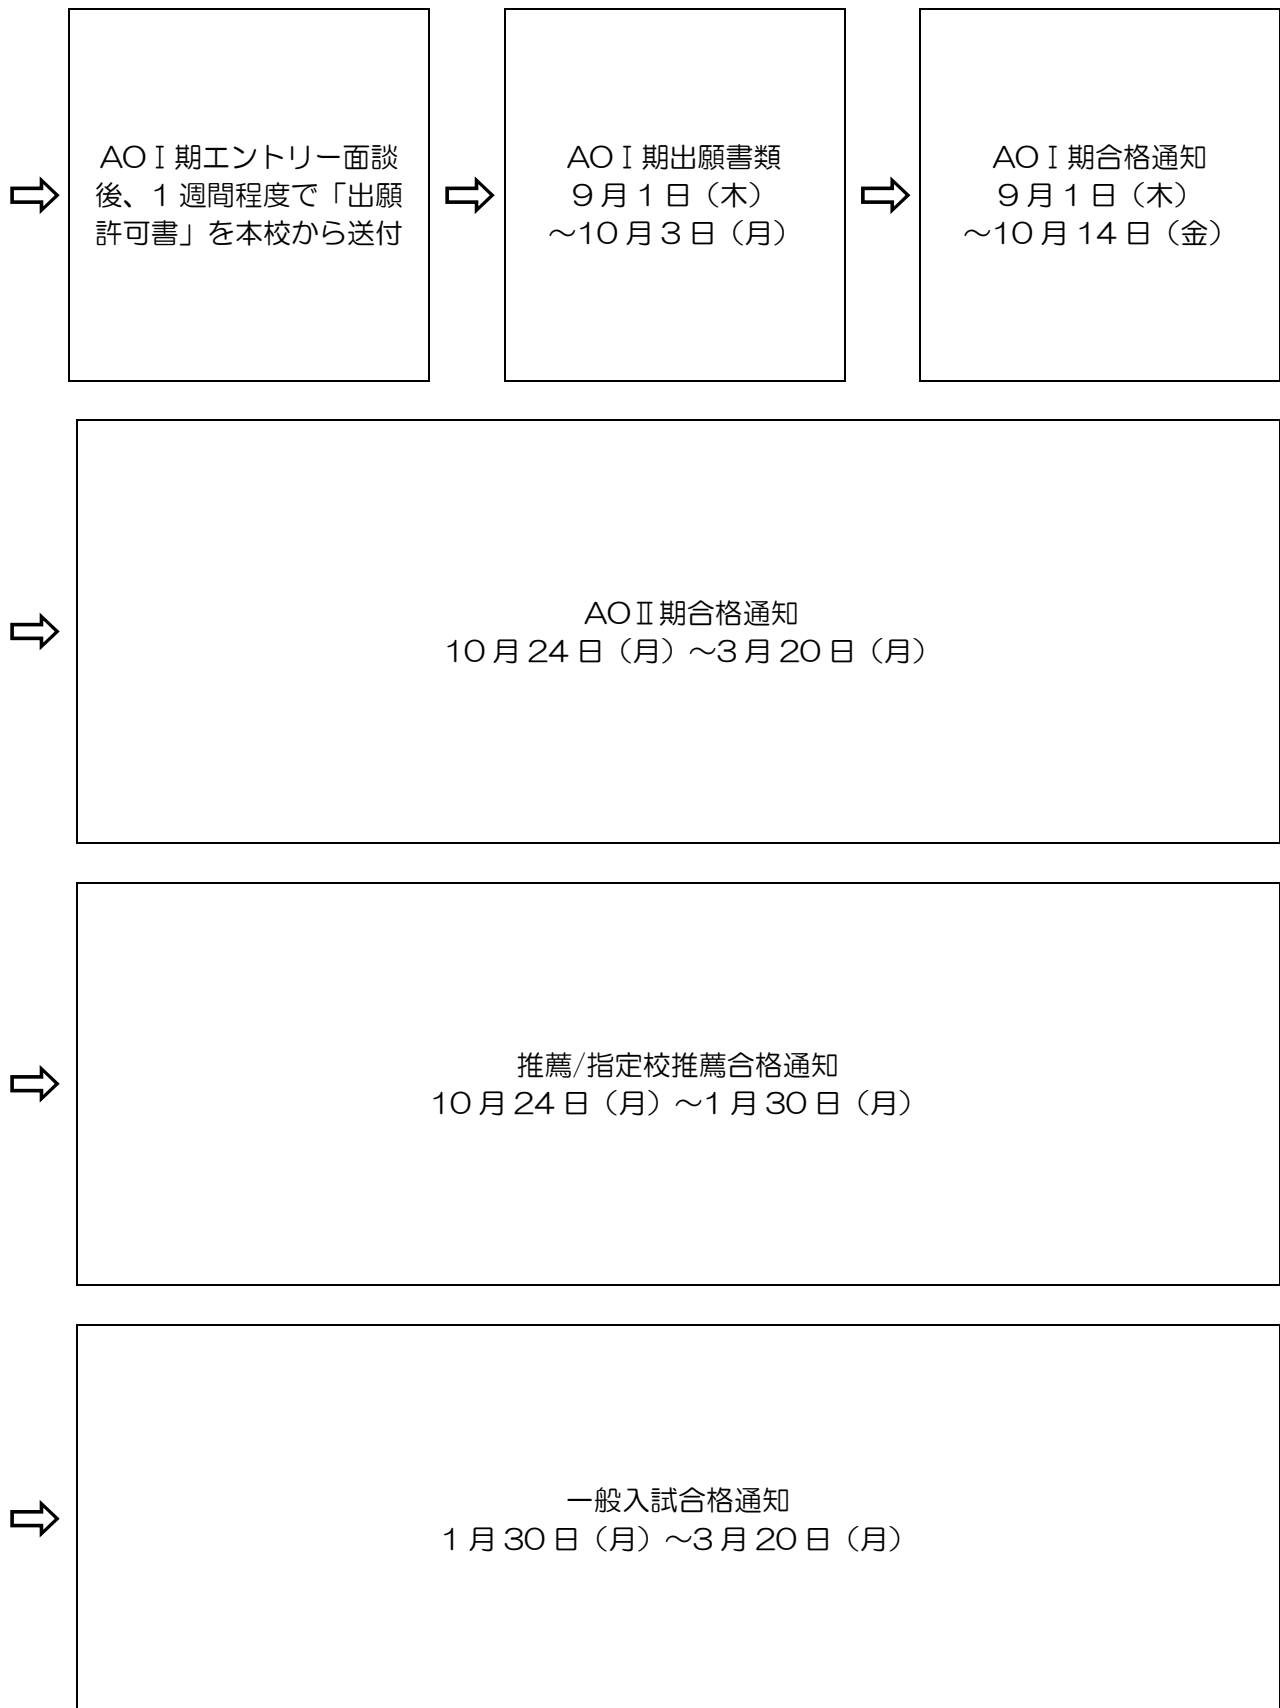 AOⅠ期エントリー面談
後、1週間程度で「出願
許可書」を本校から送付
AOⅠ期出願書類
9月1日（木）
～10月3日（月）
AOⅠ期合格通知
9月1日（木）
～10月14日（金）
AOⅡ期合格通知
10月24日（月）～3月20日（月）
推薦/指定校推薦合格通知
10月24日（月）～1月30日（月）
一般入試合格通知
1月30日（月）～3月20日（月）